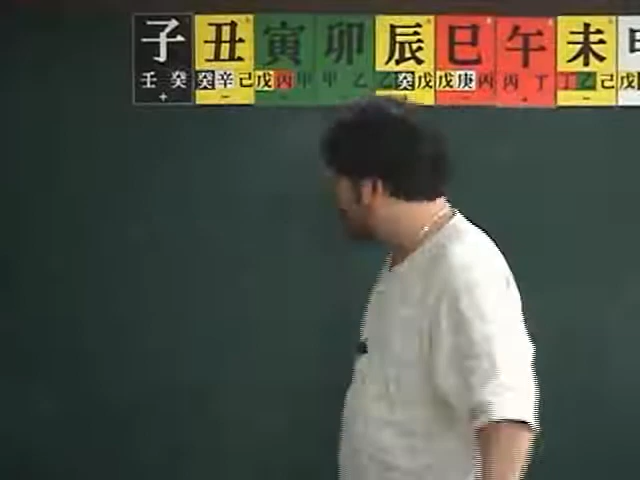 子 丑 寅 卯 辰 巳 午 未
壬 癸 癸 辛 己 戊 丙 甲 甲 乙 乙 癸 戊 戊 庚 丙 丙 丁 丁 乙 己 戊
+ − − −